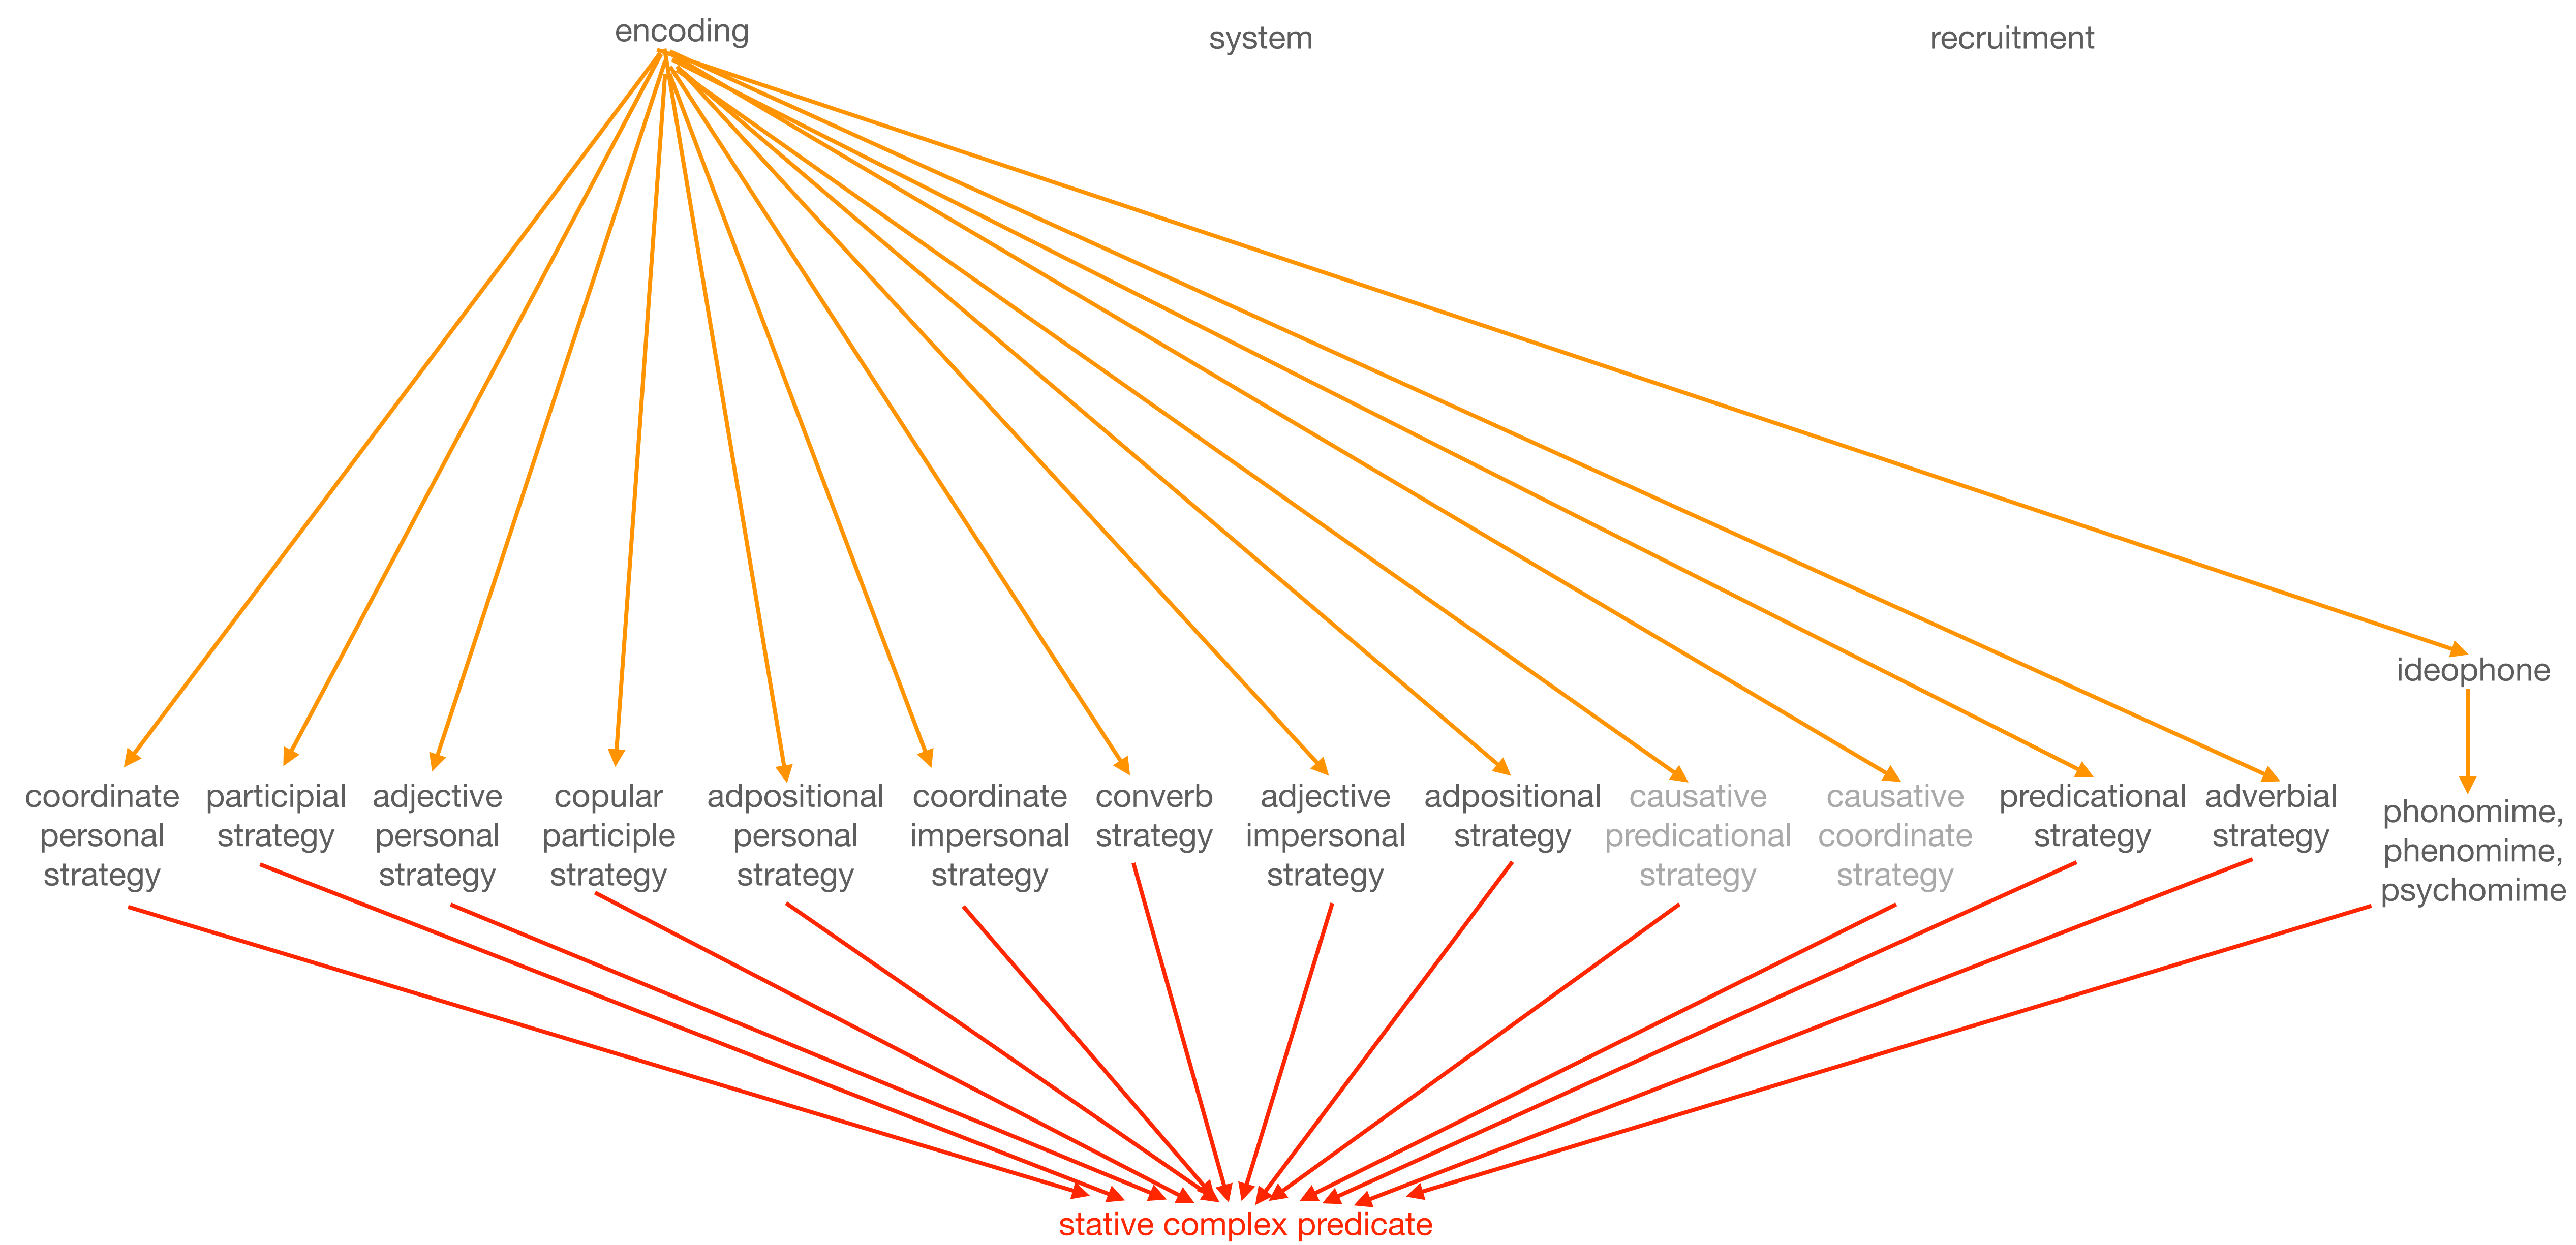 encoding
system
recruitment
ideophone
coordinate
personal
strategy
participial
strategy
adjective
personal
strategy
copular
participle
strategy
adpositional
personal
strategy
coordinate
impersonal
strategy
converb
strategy
adjective
impersonal
strategy
adpositional
strategy
causative
predicational
strategy
causative
coordinate
strategy
predicational
strategy
adverbial
strategy
phonomime,
phenomime,
psychomime
stative complex predicate